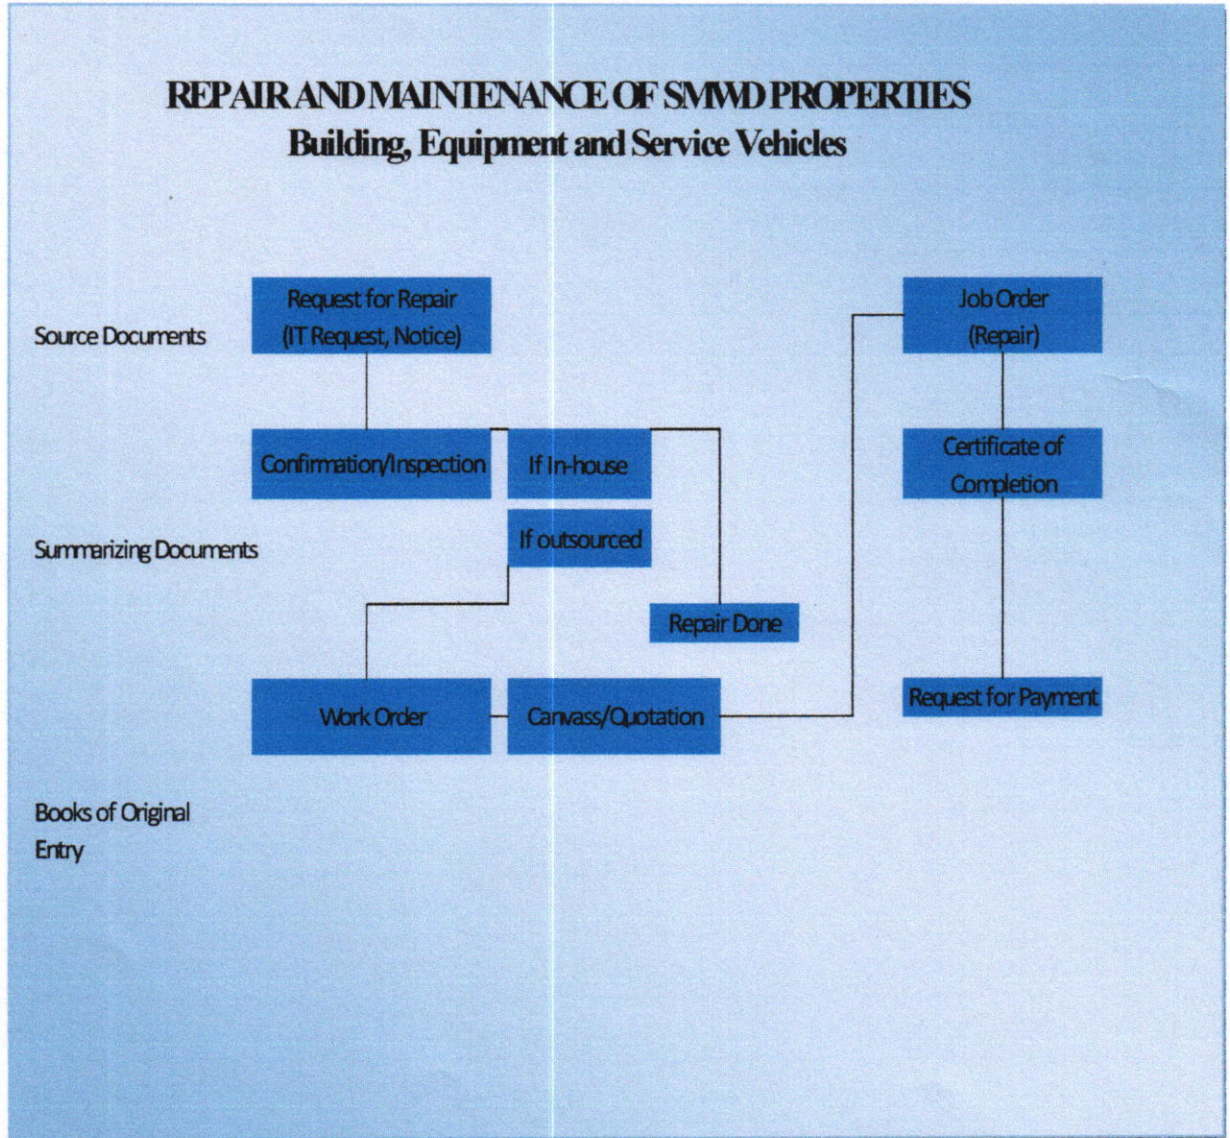 REPAIR AND MAINTENANCE OF SMWD PROPERTIES
Building, Equipment and Service Vehicles
Source Documents
Request for Repair
(IT Request, Notice)
Job Order
(Repair)
Confirmation/Inspection
If In-house
Certificate of
Completion
Summarizing Documents
If outsourced
Repair Done
Work Order
Canvass/Quotation
Request for Payment
Books of Original
Entry